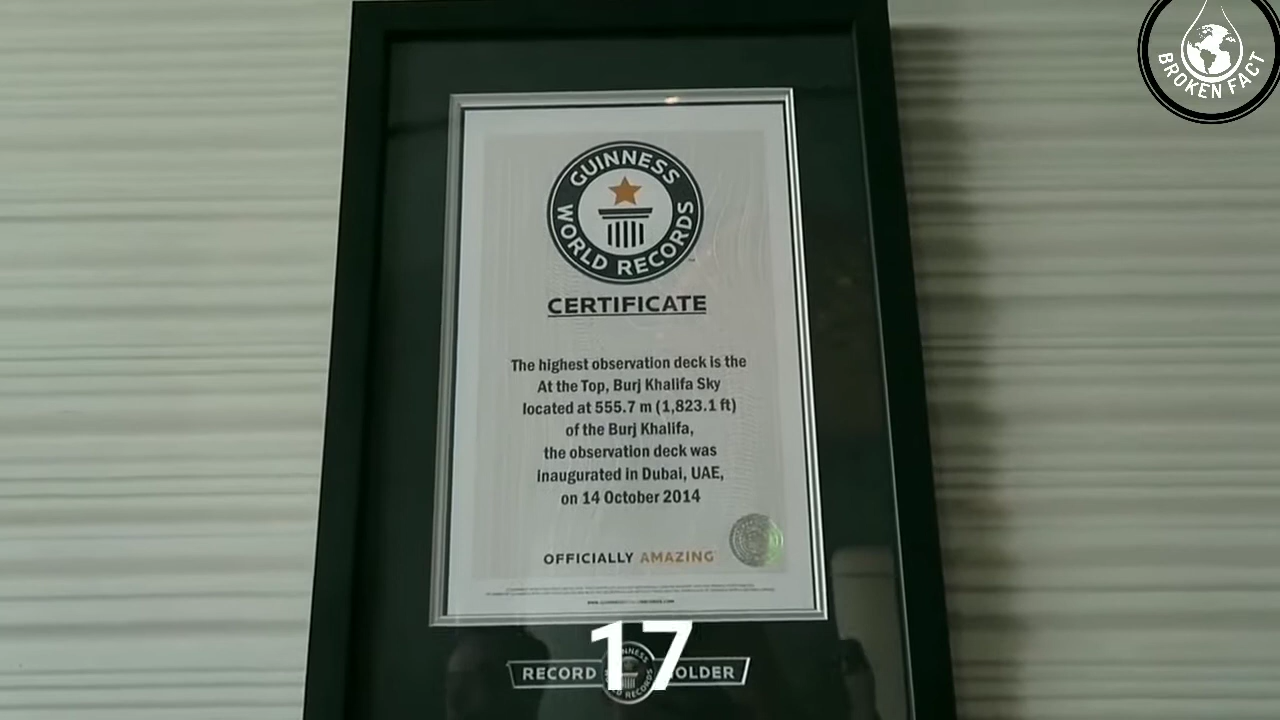 BROKEN FACT
GUINNESS
WORLD RECORDS
CERTIFICATE
The highest observation deck is the
At the Top, Burj Khalifa Sky
located at 555.7 m (1,823.1 ft)
of the Burj Khalifa,
the observation deck was
inaugurated in Dubai, UAE,
on 14 October 2014
OFFICIALLY AMAZING
17
RECORD